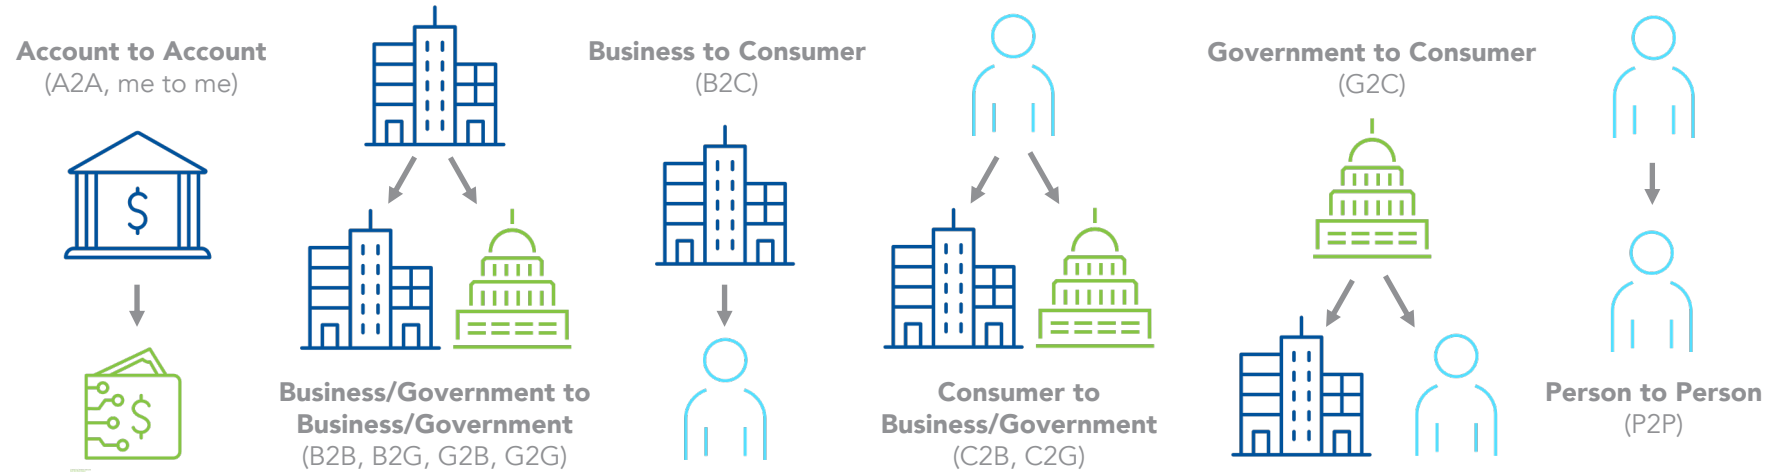 Account to Account
(A2A, me to me)
$
$
Business/Government to
Business/Government
(B2B, B2G, G2B, G2G)
Business to Consumer
(B2C)
Consumer to
Business/Government
(C2B, C2G)
Government to Consumer
(G2C)
Person to Person
(P2P)